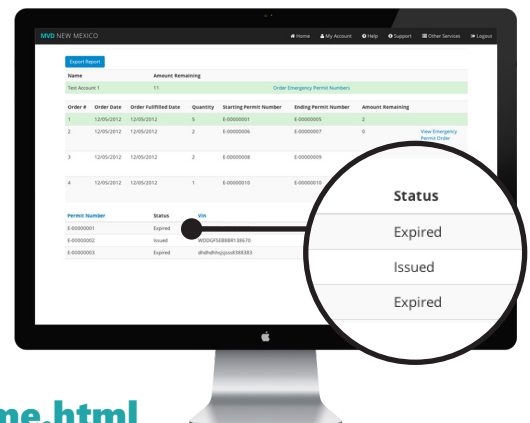 MVD NEW MEXICO Home My Account Help Support Other Services Logout
Export Report
Name Amount Remaining
Test Account 1 11 Order Emergency Permit Numbers
Order # Order Date Order Fullfilled Date Quantity Starting Permit Number Ending Permit Number Amount Remaining
1 12/05/2012 12/05/2012 5 E-00000001 E-00000005 2
2 12/05/2012 12/05/2012 2 E-00000006 E-00000007 0 View Emergency
Permit Order
3 12/05/2012 12/05/2012 2 E-00000008 E-00000009
4 12/05/2012 12/05/2012 1 E-00000010 E-00000010
Permit Number Status Vin
E-00000001 Expired
E-00000002 Issued
E-00000003 Expired
Status
Expired
Issued
Expired
me.html